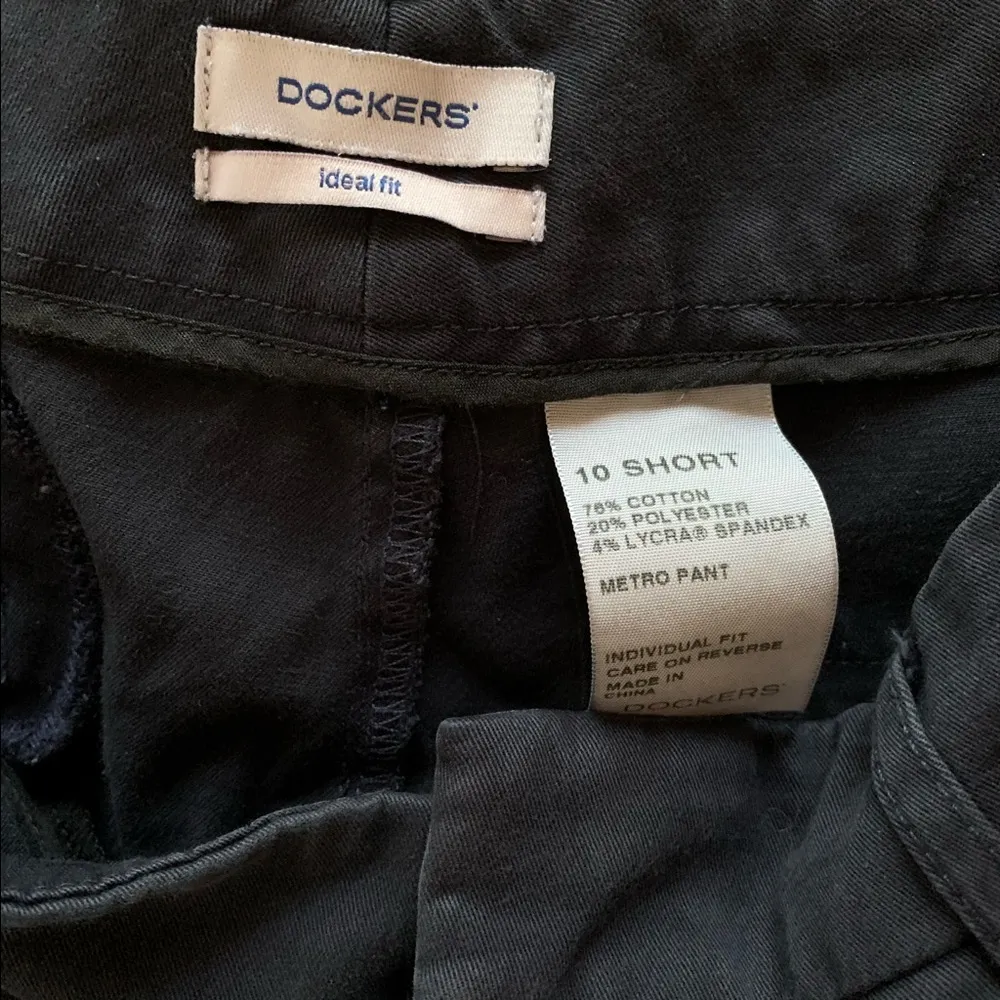 DOCKERS®
ideal fit
10 SHORT
76% COTTON
20% POLYESTER
4% LYCRA® SPANDEX
METRO PANT
INDIVIDUAL FIT
CARE ON REVERSE
MADE IN
CHINA
DOCKERS®